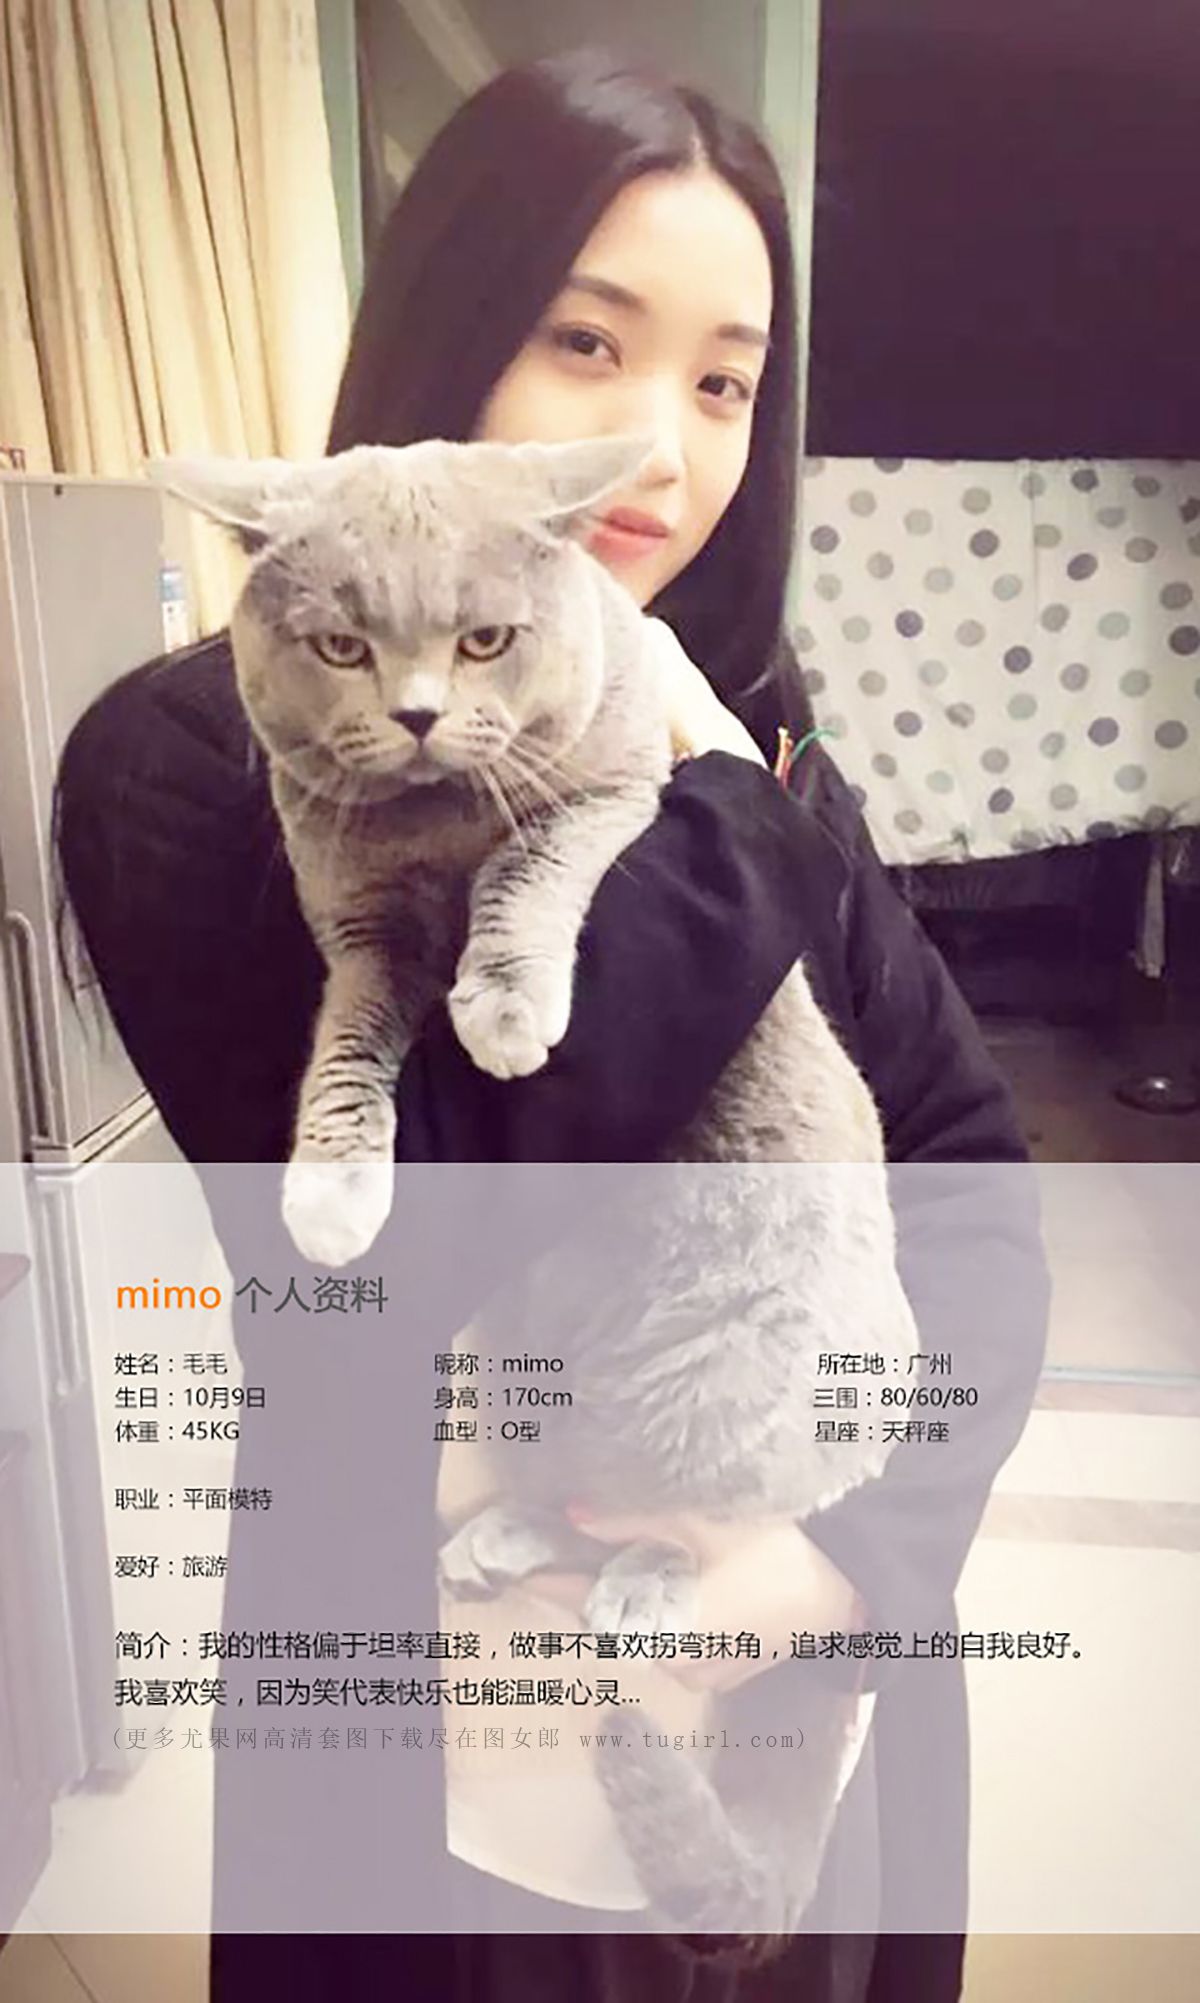 mimo 个人资料
姓名：毛毛 昵称：mimo 所在地：广州
生日：10月9日 身高：170cm 三围：80/60/80
体重：45KG 血型：O型 星座：天秤座
职业：平面模特
爱好：旅游
简介：我的性格偏于坦率直接，做事不喜欢拐弯抹角，追求感觉上的自我良好。
我喜欢笑，因为笑代表快乐也能温暖心灵...
(更多尤果网高清套图下载尽在图女郎 www.tugirl.com)